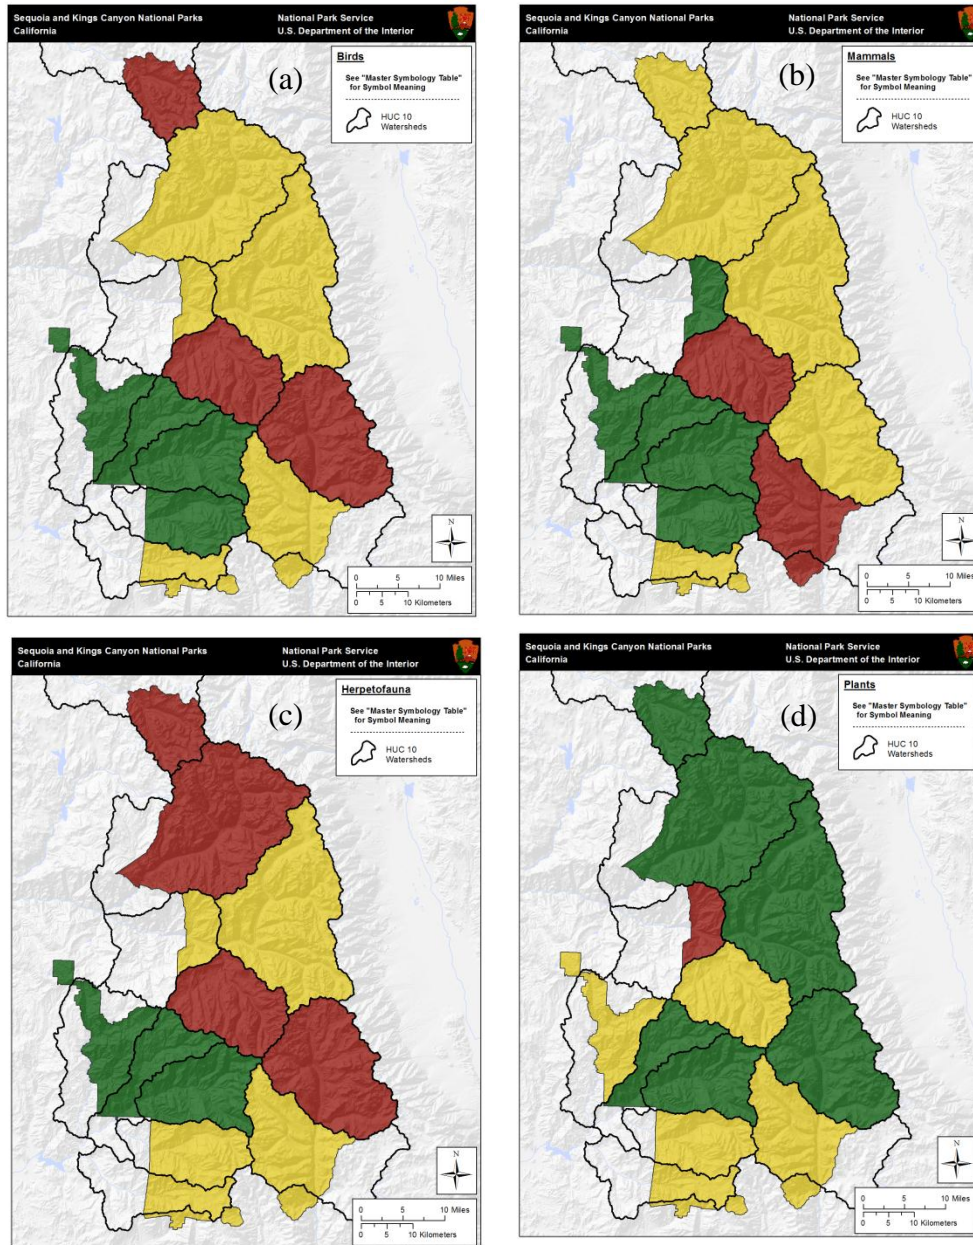 Sequoia and Kings Canyon National Parks
California
National Park Service
U.S. Department of the Interior
(a)
Birds
See "Master Symbology Table"
for Symbol Meaning
HUC 10
Watersheds
N
0 5 10 Miles
0 5 10 Kilometers
Sequoia and Kings Canyon National Parks
California
National Park Service
U.S. Department of the Interior
(b)
Mammals
See "Master Symbology Table"
for Symbol Meaning
HUC 10
Watersheds
N
0 5 10 Miles
0 5 10 Kilometers
Sequoia and Kings Canyon National Parks
California
National Park Service
U.S. Department of the Interior
(c)
Herpetofauna
See "Master Symbology Table"
for Symbol Meaning
HUC 10
Watersheds
N
0 5 10 Miles
0 5 10 Kilometers
Sequoia and Kings Canyon National Parks
California
National Park Service
U.S. Department of the Interior
(d)
Plants
See "Master Symbology Table"
for Symbol Meaning
HUC 10
Watersheds
N
0 5 10 Miles
0 5 10 Kilometers